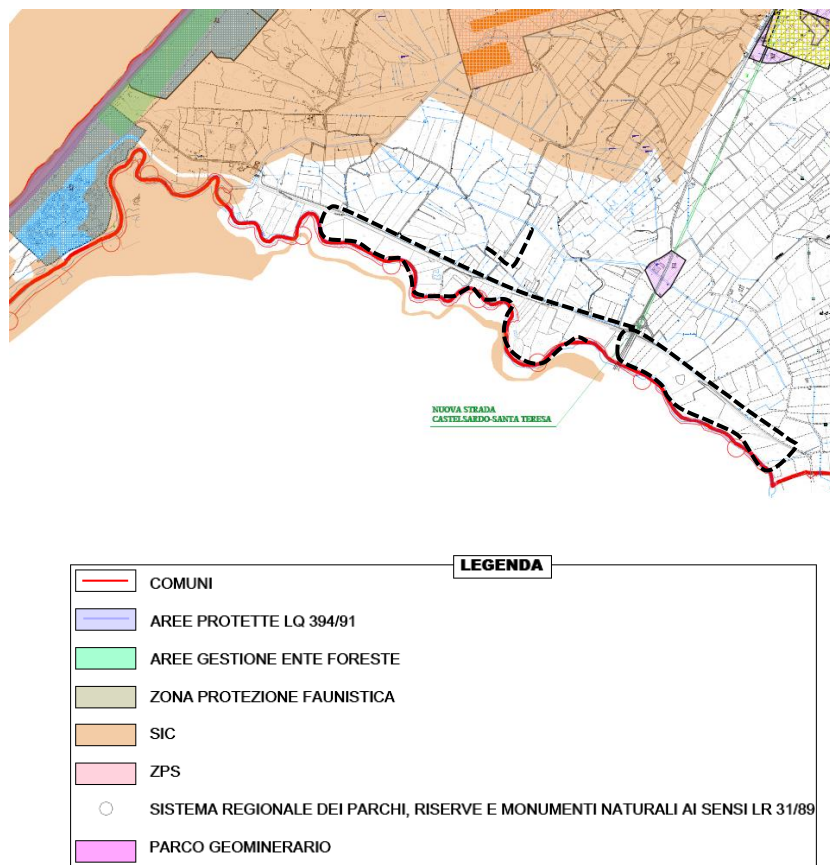 NUOVA STRADA
CASTELSARDO-SANTA TERESA
LEGENDA
COMUNI
AREE PROTETTE LQ 394/91
AREE GESTIONE ENTE FORESTE
ZONA PROTEZIONE FAUNISTICA
SIC
ZPS
SISTEMA REGIONALE DEI PARCHI, RISERVE E MONUMENTI NATURALI AI SENSI LR 31/89
PARCO GEOMINERARIO